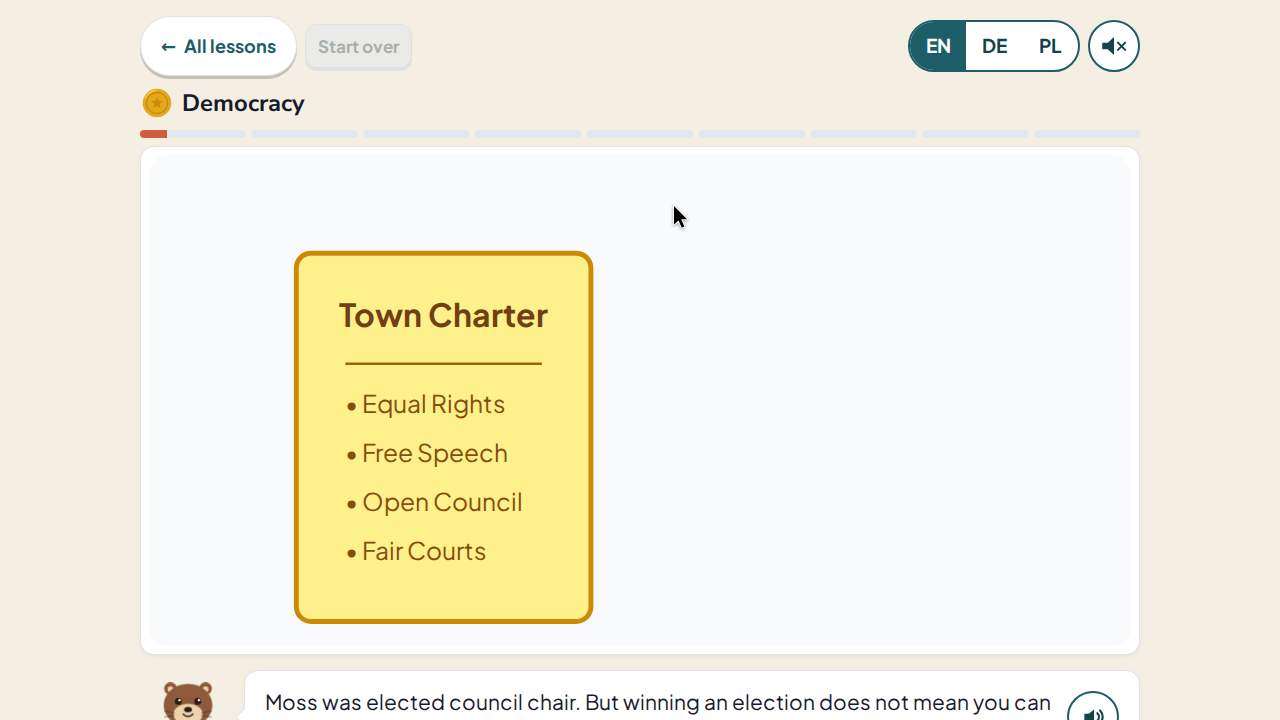 ← All lessons
Start over
EN
DE
PL
Democracy
Town Charter
• Equal Rights
• Free Speech
• Open Council
• Fair Courts
Moss was elected council chair. But winning an election does not mean you can